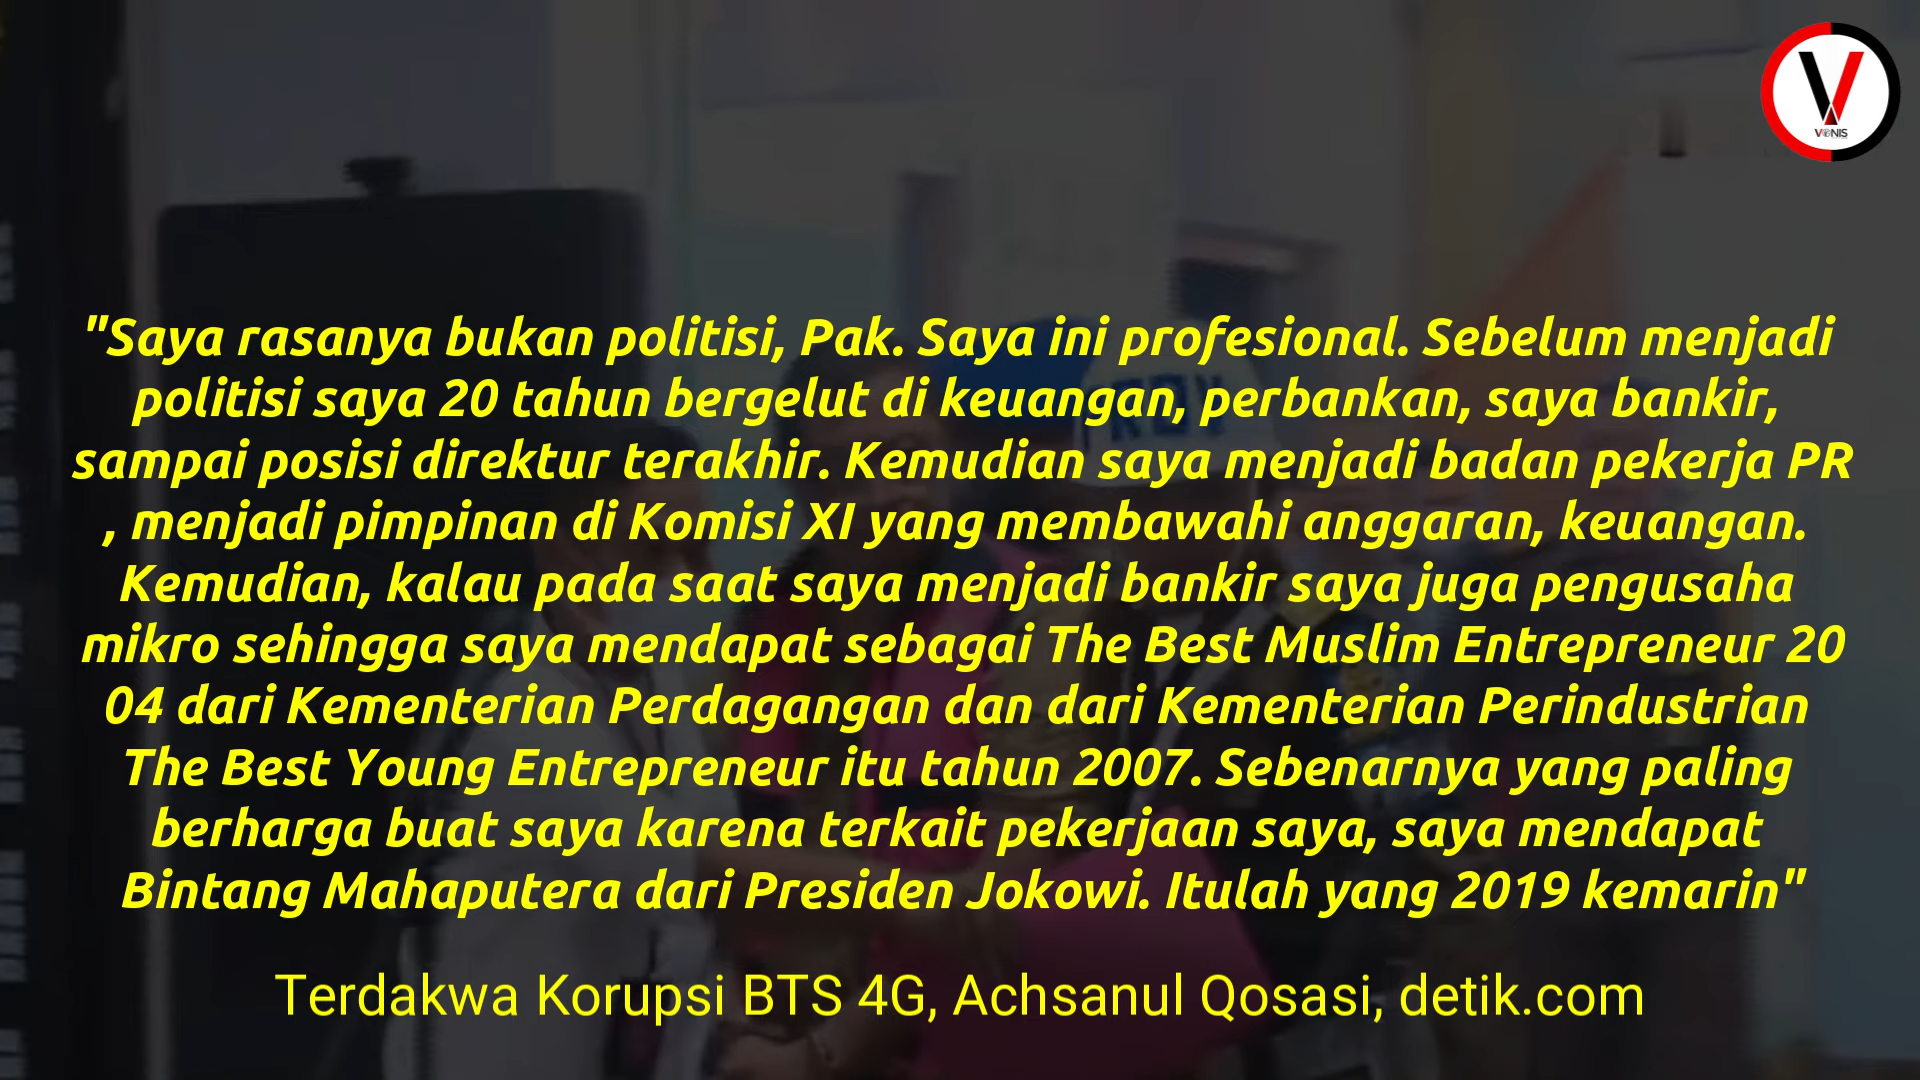 VONIS
"Saya rasanya bukan politisi, Pak. Saya ini profesional. Sebelum menjadi
politisi saya 20 tahun bergelut di keuangan, perbankan, saya bankir,
sampai posisi direktur terakhir. Kemudian saya menjadi badan pekerja PR
, menjadi pimpinan di Komisi XI yang membawahi anggaran, keuangan.
Kemudian, kalau pada saat saya menjadi bankir saya juga pengusaha
mikro sehingga saya mendapat sebagai The Best Muslim Entrepreneur 20
04 dari Kementerian Perdagangan dan dari Kementerian Perindustrian
The Best Young Entrepreneur itu tahun 2007. Sebenarnya yang paling
berharga buat saya karena terkait pekerjaan saya, saya mendapat
Bintang Mahaputera dari Presiden Jokowi. Itulah yang 2019 kemarin"
Terdakwa Korupsi BTS 4G, Achsanul Qosasi, detik.com